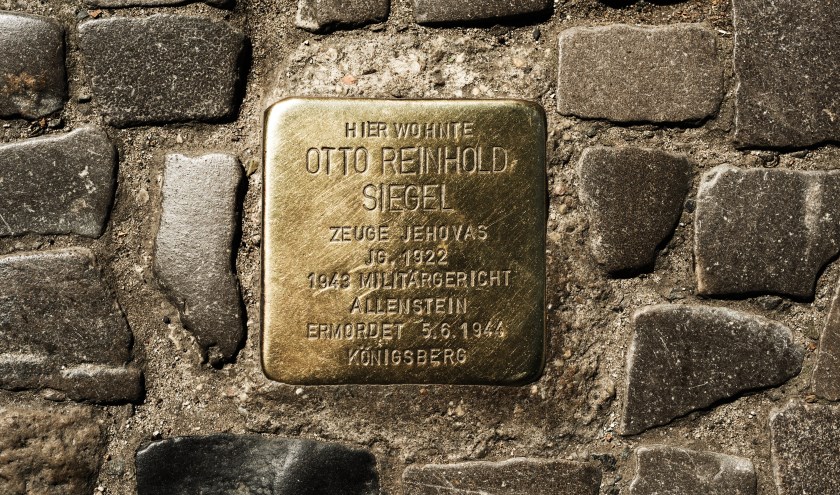 HIER WOHNTE
OTTO REINHOLD
SIEGEL
ZEUGE JEHOVAS
JG. 1922
1943 MILITÄRGERICHT
ALLENSTEIN
ERMORDET 5.6.1944
KÖNIGSBERG